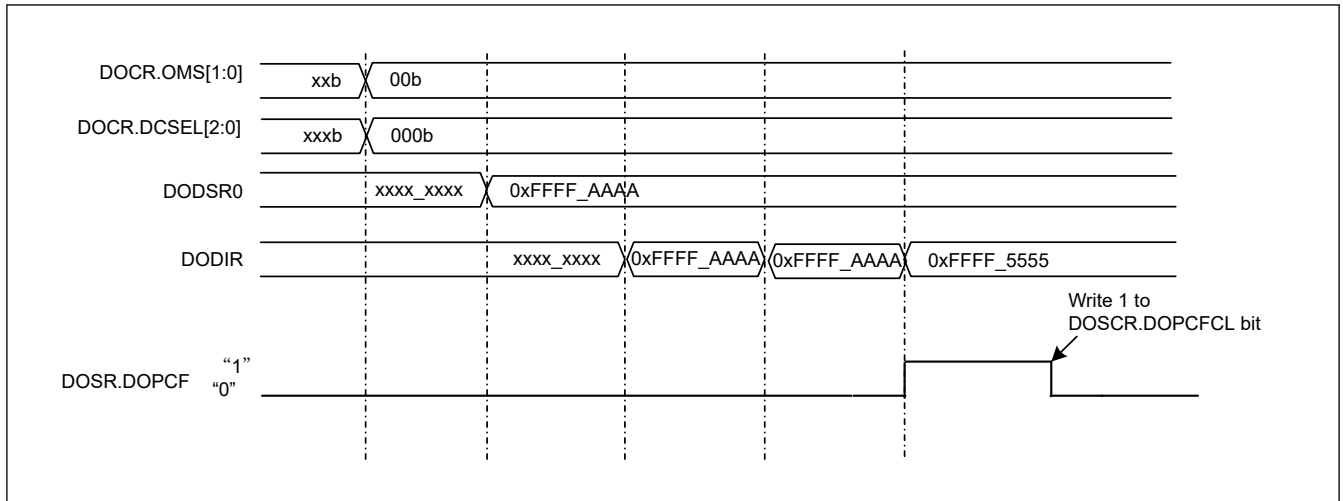 DOCR.OMS[1:0] xxb 00b
DOCR.DCSEL[2:0] xxxb 000b
DODSR0 xxxx_xxxx 0xFFFF_AAAA
DODIR xxxx_xxxx 0xFFFF_AAAA 0xFFFF_AAAA 0xFFFF_5555
Write 1 to
DOSCR.DOPCFCL bit
“1”
DOSR.DOPCF “0”